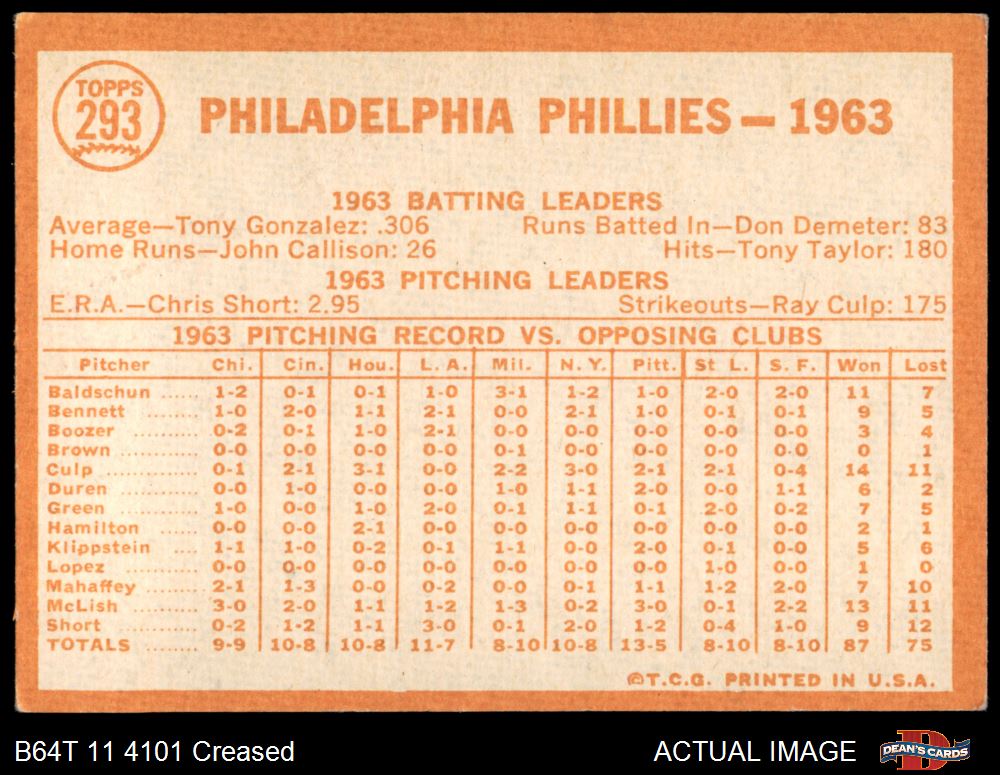 TOPPS
293
PHILADELPHIA PHILLIES — 1963
1963 BATTING LEADERS
Average—Tony Gonzalez: .306 Runs Batted In—Don Demeter: 83
Home Runs—John Callison: 26 Hits—Tony Taylor: 180
1963 PITCHING LEADERS
E.R.A.—Chris Short: 2.95 Strikeouts—Ray Culp: 175
1963 PITCHING RECORD VS. OPPOSING CLUBS
Pitcher Chi. Cin. Hou. L. A. Mil. N. Y. Pitt. St L. S. F. Won Lost
Baldschun ...... 1-2 0-1 0-1 1-0 3-1 1-2 1-0 2-0 2-0 11 7
Bennett .......... 1-0 2-0 1-1 2-1 0-0 2-1 1-0 0-1 0-1 9 5
Boozer .......... 0-2 0-1 1-0 2-1 0-0 0-0 0-0 0-0 0-0 3 4
Brown .......... 0-0 0-0 0-0 0-0 0-1 0-0 0-0 0-0 0-0 0 1
Culp ............ 0-1 2-1 3-1 0-0 2-2 3-0 2-1 2-1 0-4 14 11
Duren .......... 0-0 1-0 0-0 0-0 1-0 1-1 2-0 0-0 1-1 6 2
Green .......... 1-0 0-0 1-0 2-0 0-1 1-1 0-1 2-0 0-2 7 5
Hamilton ........ 0-0 0-0 2-1 0-0 0-0 0-0 0-0 0-0 0-0 2 1
Klippstein .... 1-1 1-0 0-2 0-1 1-1 0-0 2-0 0-1 0-0 5 6
Lopez .......... 0-0 0-0 0-0 0-0 0-0 0-0 0-0 1-0 0-0 1 0
Mahaffey ........ 2-1 1-3 0-0 0-2 0-0 0-1 1-1 1-2 2-0 7 10
McLish .......... 3-0 2-0 1-1 1-2 1-3 0-2 3-0 0-1 2-2 13 11
Short ............ 0-2 1-2 1-1 3-0 0-1 2-0 1-2 0-4 1-0 9 12
TOTALS ........ 9-9 10-8 10-8 11-7 8-10 10-8 13-5 8-10 8-10 87 75
©T.C.G. PRINTED IN U.S.A.
B64T 11 4101 Creased ACTUAL IMAGE DEAN'S CARDS